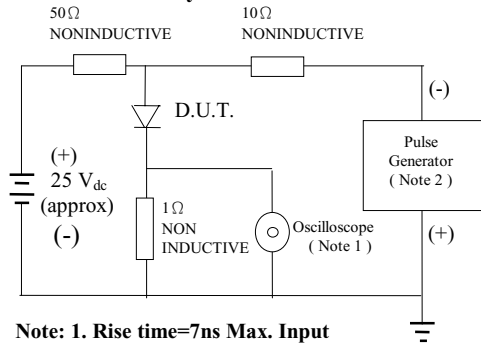 50Ω
NONINDUCTIVE
10Ω
NONINDUCTIVE
D.U.T.
(-)
Pulse
Generator
( Note 2 )
(+)
(+)
25 Vdc
(approx)
(-)
1Ω
NON
INDUCTIVE
Oscilloscope
( Note 1 )
Note: 1. Rise time=7ns Max. Input